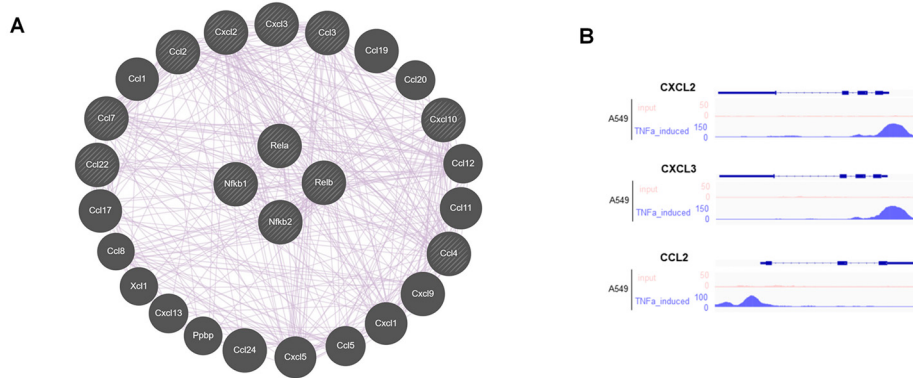 A
Cxcl3
Cxcl2
Ccl3
Ccl2
Ccl19
Ccl1
Ccl20
Ccl7
Cxcl10
Ccl22
Ccl12
Ccl17
Ccl11
Ccl8
Ccl4
Xcl1
Cxcl9
Cxcl13
Cxcl1
Ppbp
Ccl5
Ccl24
Cxcl5
Rela
Nfkb1
Relb
Nfkb2
B
CXCL2
A549
input 50
0
TNFa_induced 150
0
CXCL3
A549
input 50
0
TNFa_induced 150
0
CCL2
A549
input 50
0
TNFa_induced 100
0